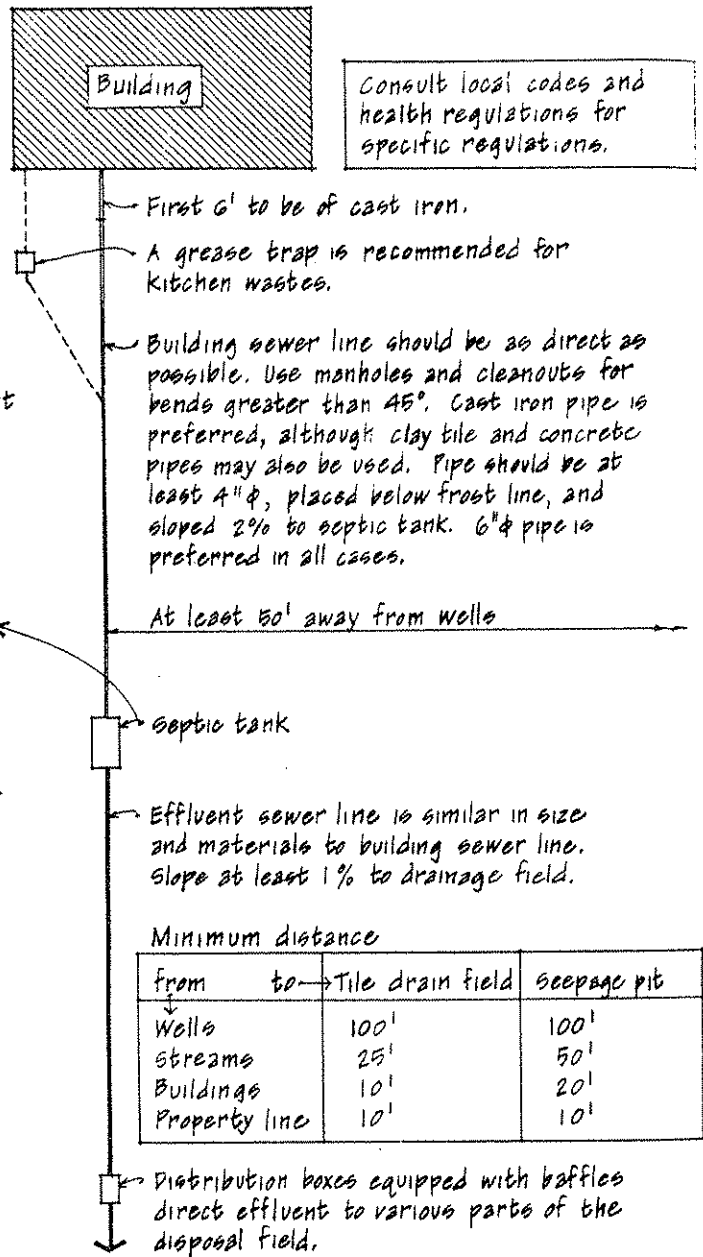 Building
Consult local codes and
health regulations for
specific regulations.
First 6' to be of cast iron.
A grease trap is recommended for
kitchen wastes.
Building sewer line should be as direct as
possible. Use manholes and cleanouts for
bends greater than 45°. Cast iron pipe is
preferred, although clay tile and concrete
pipes may also be used. Pipe should be at
least 4"φ, placed below frost line, and
sloped 2% to septic tank. 6"φ pipe is
preferred in all cases.
At least 50' away from wells
Septic tank
Effluent sewer line is similar in size
and materials to building sewer line.
Slope at least 1% to drainage field.
Minimum distance
from to → Tile drain field Seepage pit
Wells 100' 100'
Streams 25' 50'
Buildings 10' 20'
Property line 10' 10'
Distribution boxes equipped with baffles
direct effluent to various parts of the
disposal field.